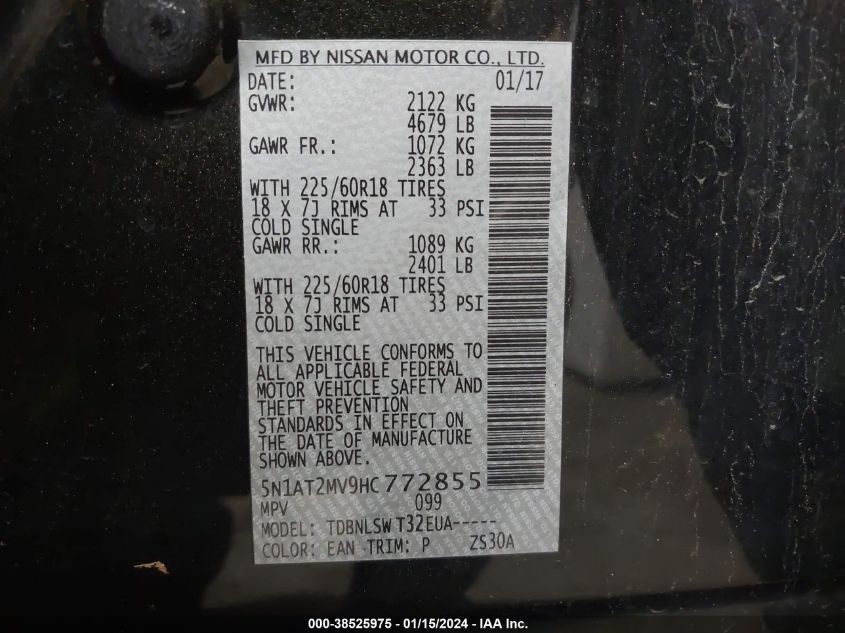 MFD BY NISSAN MOTOR CO., LTD.
DATE: 01/17
GVWR: 2122 KG
4679 LB
GAWR FR.: 1072 KG
2363 LB
WITH 225/60R18 TIRES
18 X 7J RIMS AT 33 PSI
COLD SINGLE
GAWR RR.: 1089 KG
2401 LB
WITH 225/60R18 TIRES
18 X 7J RIMS AT 33 PSI
COLD SINGLE
THIS VEHICLE CONFORMS TO
ALL APPLICABLE FEDERAL
MOTOR VEHICLE SAFETY AND
THEFT PREVENTION
STANDARDS IN EFFECT ON
THE DATE OF MANUFACTURE
SHOWN ABOVE.
5N1AT2MV9HC772855
MPV 099
MODEL: TDBNLSW T32EUA-----
COLOR: EAN TRIM: P ZS30A
000-38525975 - 01/15/2024 - IAA Inc.